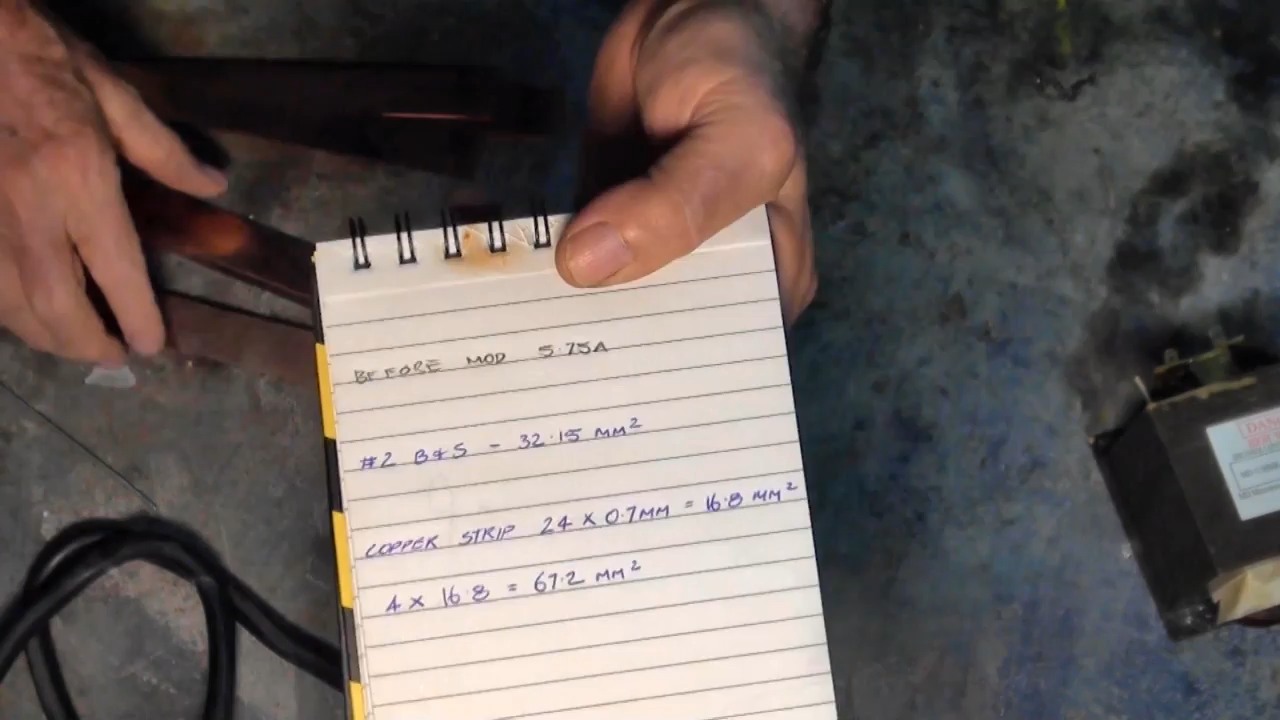 BEFORE MOD 5.75A
#2 B&S - 32.15 MM²
COPPER STRIP 24 X 0.7MM = 16.8 MM²
4 X 16.8 = 67.2 MM²